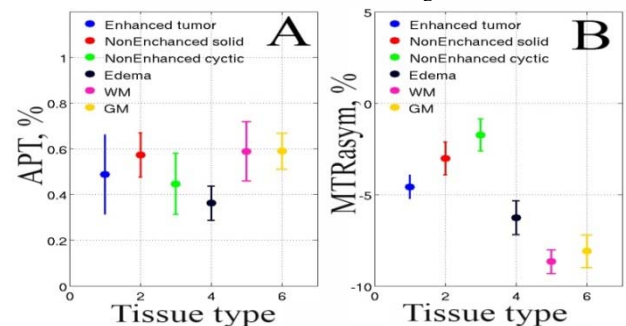 A
Enhanced tumor
NonEnchanced solid
NonEnhanced cyctic
Edema
WM
GM
APT, %
1
0.8
0.6
0.4
0.2
0
0 2 4 6
Tissue type
B
Enhanced tumor
NonEnchanced solid
NonEnhanced cyctic
Edema
WM
GM
MTRasym, %
5
0
-5
-10
0 2 4 6
Tissue type